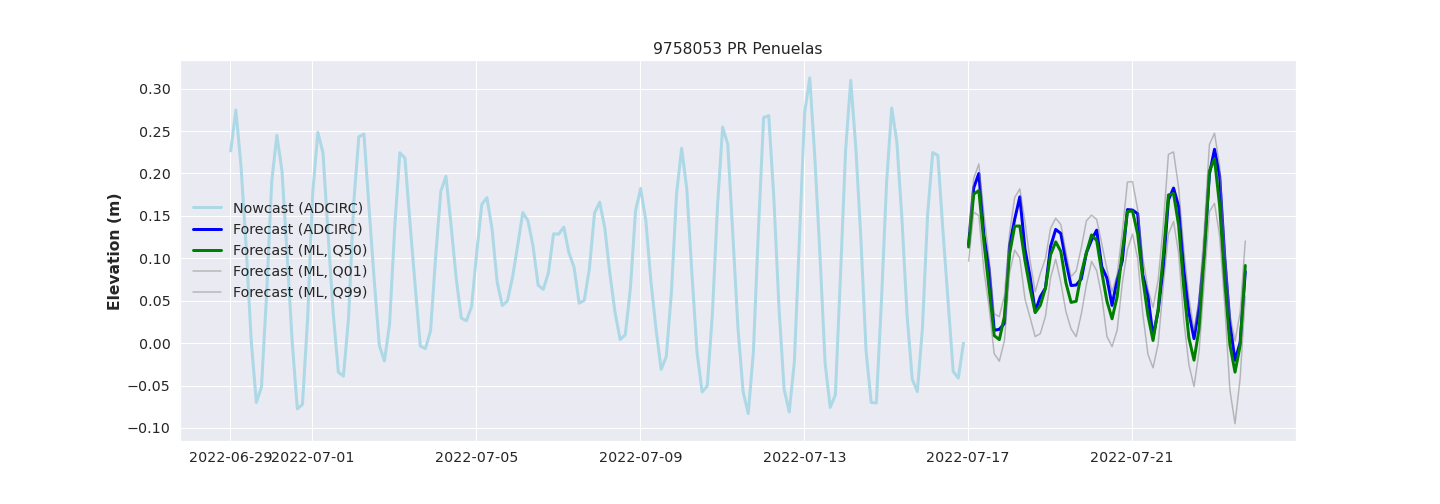 9758053 PR Penuelas
Elevation (m)
0.30
0.25
0.20
0.15
0.10
0.05
0.00
−0.05
−0.10
Nowcast (ADCIRC)
Forecast (ADCIRC)
Forecast (ML, Q50)
Forecast (ML, Q01)
Forecast (ML, Q99)
2022-06-29 2022-07-01 2022-07-05 2022-07-09 2022-07-13 2022-07-17 2022-07-21